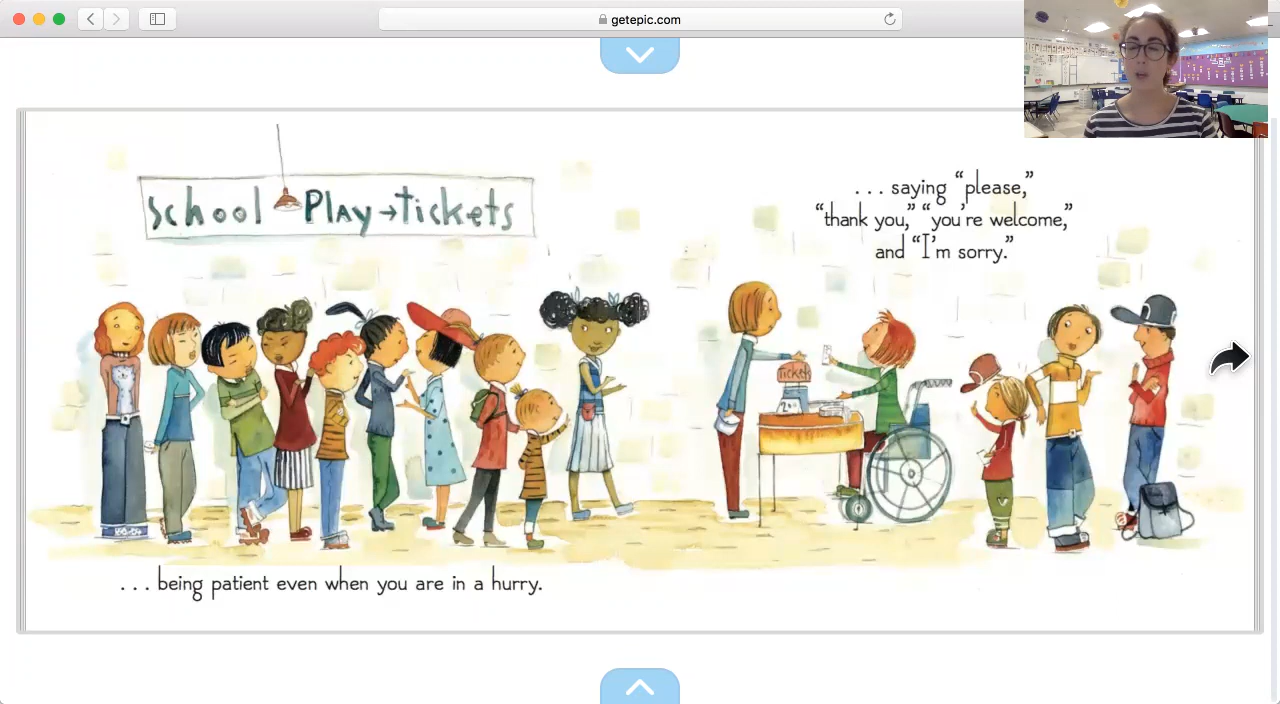 getepic.com
school Play → tickets
. . . saying “please,”
“thank you,” “you’re welcome,”
and “I’m sorry.”
Tickets
. . . being patient even when you are in a hurry.